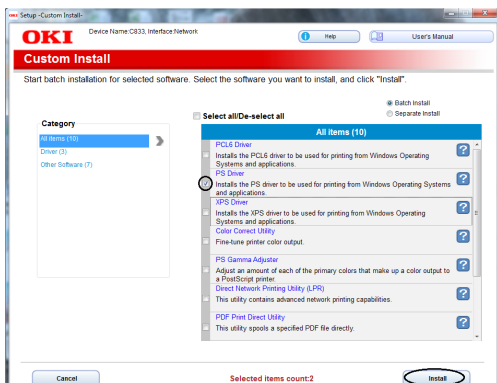 Setup -Custom Install-
OKI
Device Name:C833, Interface:Network
Help
User's Manual
Custom Install
Start batch installation for selected software. Select the software you want to install, and click "Install".
Batch Install
Separate Install
Category
Select all/De-select all
All items (10)
Driver (3)
Other Software (7)
All items (10)
PCL6 Driver
Installs the PCL6 driver to be used for printing from Windows Operating
Systems and applications.
PS Driver
Installs the PS driver to be used for printing from Windows Operating Systems
and applications.
XPS Driver
Installs the XPS driver to be used for printing from Windows Operating
Systems and applications.
Color Correct Utility
Fine-tune printer color output.
PS Gamma Adjuster
Adjust an amount of each of the primary colors that make up a color output to
a PostScript printer.
Direct Network Printing Utility (LPR)
This utility contains advanced network printing capabilities.
PDF Print Direct Utility
This utility spools a specified PDF file directly.
Cancel
Selected items count:2
Install